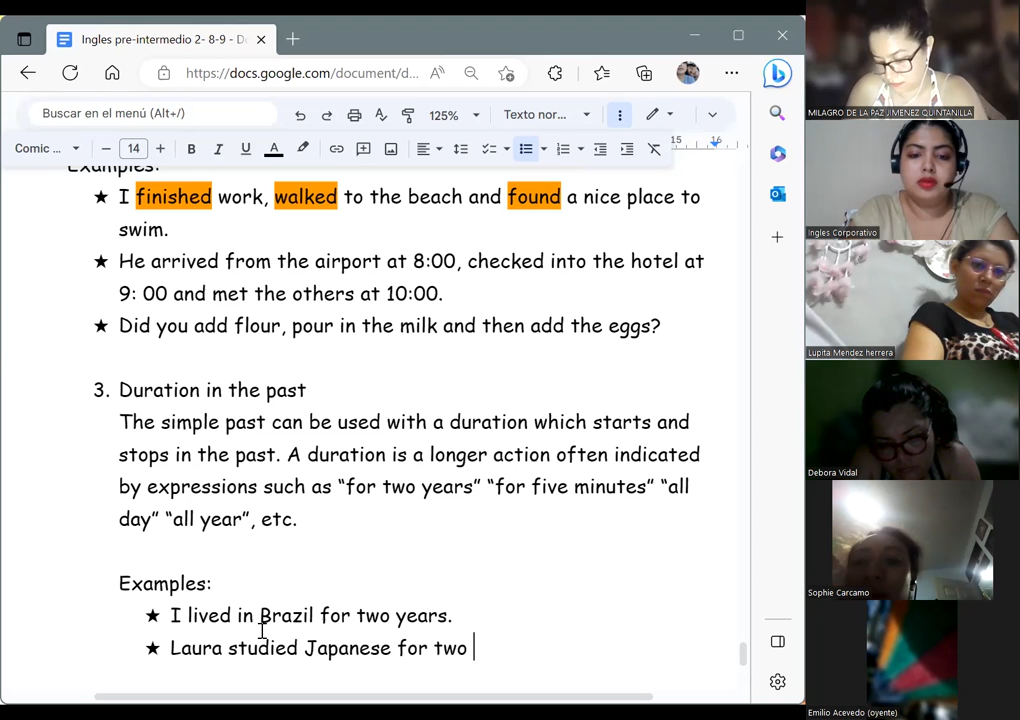 Ingles pre-intermedio 2- 8-9 - D
https://docs.google.com/document/d...
Buscar en el menú (Alt+/)
125%
Texto nor...
Comic ...
14
15
16
Examples:
★ I finished work, walked to the beach and found a nice place to
swim.
★ He arrived from the airport at 8:00, checked into the hotel at
9: 00 and met the others at 10:00.
★ Did you add flour, pour in the milk and then add the eggs?
3. Duration in the past
The simple past can be used with a duration which starts and
stops in the past. A duration is a longer action often indicated
by expressions such as “for two years” “for five minutes” “all
day” “all year”, etc.
Examples:
★ I lived in Brazil for two years.
★ Laura studied Japanese for two
MILAGRO DE LA PAZ JIMENEZ QUINTANILLA
Ingles Corporativo
Lupita Mendez herrera
Debora Vidal
Sophie Carcamo
Emilio Acevedo (oyente)